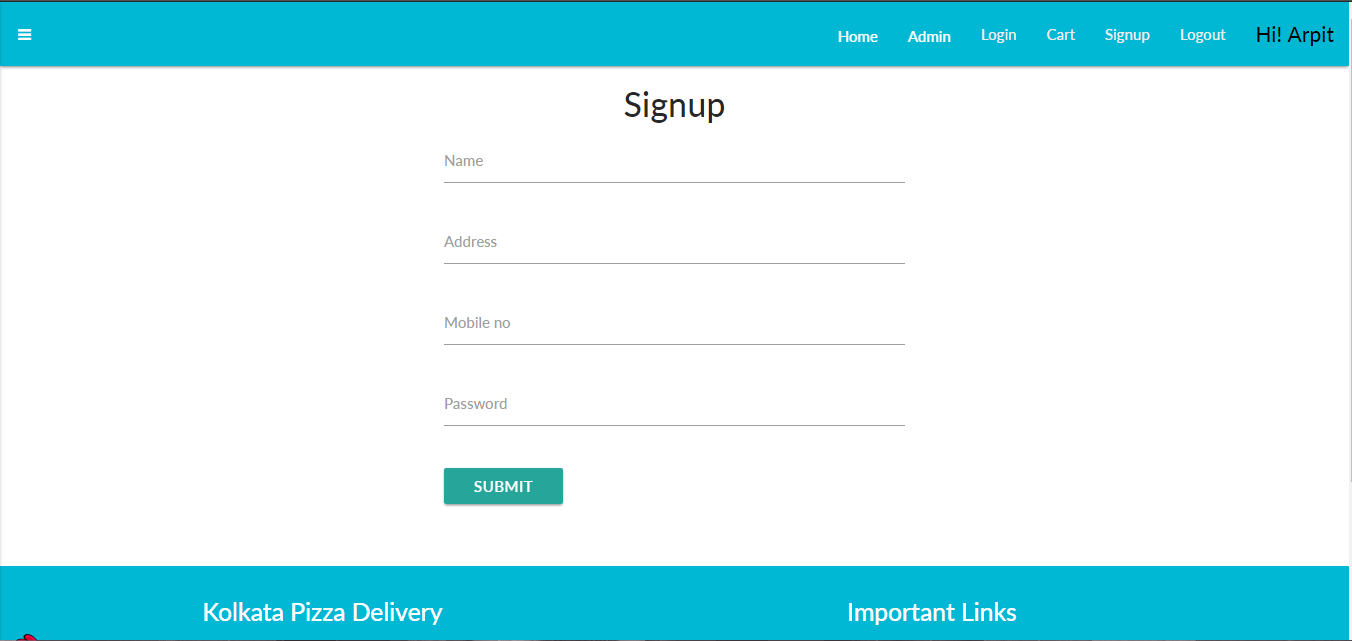 Home Admin Login Cart Signup Logout Hi! Arpit
Signup
Name
Address
Mobile no
Password
SUBMIT
Kolkata Pizza Delivery
Important Links